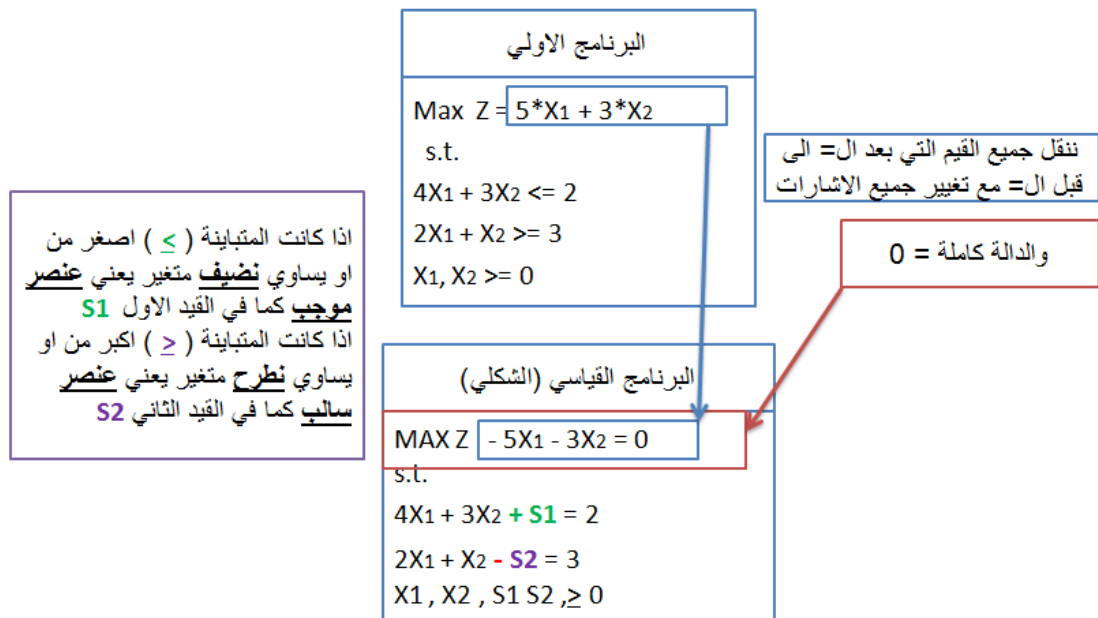 البرنامج الاولي
Max Z = 5*X1 + 3*X2
s.t.
4X1 + 3X2 <= 2
2X1 + X2 >= 3
X1, X2 >= 0
ننقل جميع القيم التي بعد ال= الى
قبل ال= مع تغيير جميع الاشارات
والدالة كاملة = 0
اذا كانت المتباينة ( ≤ ) اصغر من
او يساوي نضيف متغير يعني عنصر
موجب كما في القيد الاول S1
اذا كانت المتباينة ( ≥ ) اكبر من او
يساوي نطرح متغير يعني عنصر
سالب كما في القيد الثاني S2
البرنامج القياسي (الشكلي)
MAX Z - 5X1 - 3X2 = 0
s.t.
4X1 + 3X2 + S1 = 2
2X1 + X2 - S2 = 3
X1 , X2 , S1 S2 ,≥ 0